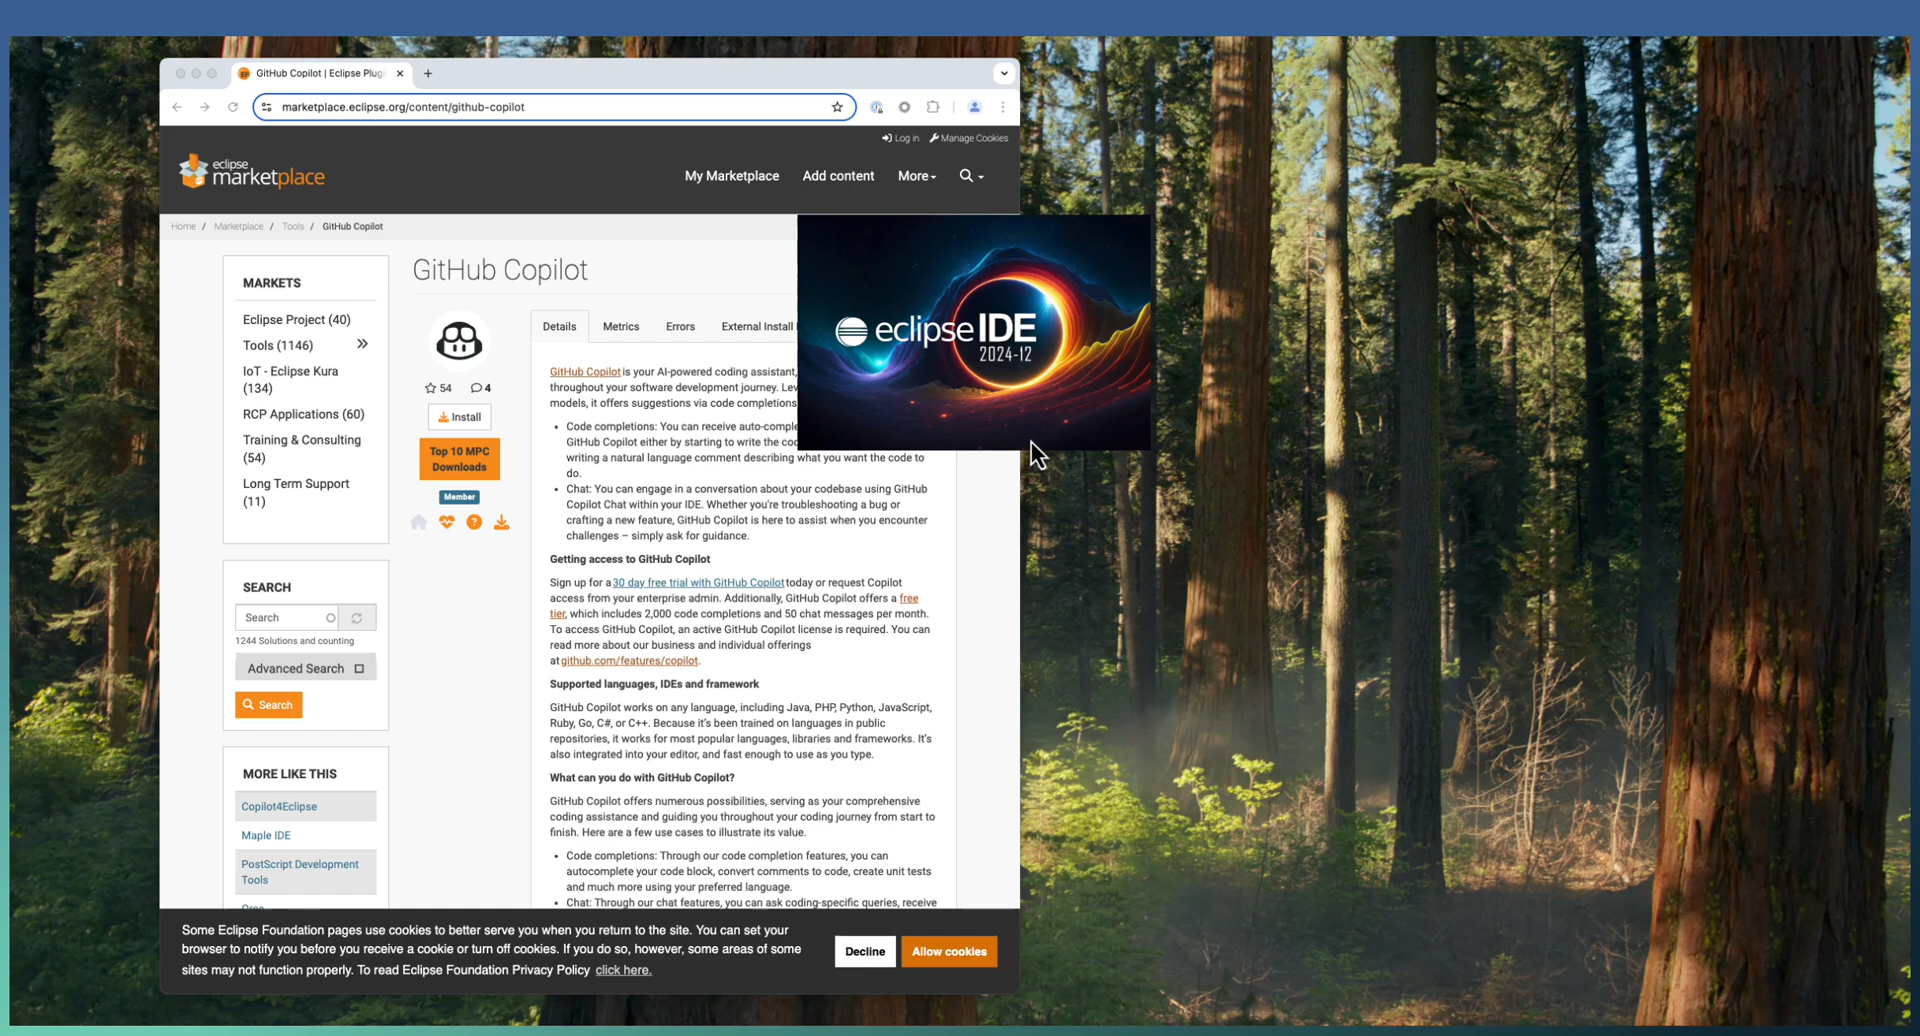 GitHub Copilot | Eclipse Plug
marketplace.eclipse.org/content/github-copilot
Log in Manage Cookies
eclipse
marketplace
My Marketplace Add content More
Home / Marketplace / Tools / GitHub Copilot
MARKETS
Eclipse Project (40)
Tools (1146)
IoT - Eclipse Kura
(134)
RCP Applications (60)
Training & Consulting
(54)
Long Term Support
(11)
SEARCH
Search
1244 Solutions and counting
Advanced Search
Search
MORE LIKE THIS
Copilot4Eclipse
Maple IDE
PostScript Development
Tools
GitHub Copilot
54 4
Install
Top 10 MPC
Downloads
Member
Details Metrics Errors External Install
GitHub Copilot is your AI-powered coding assistant,
throughout your software development journey. Lev
models, it offers suggestions via code completions
• Code completions: You can receive auto-comple
GitHub Copilot either by starting to write the coc
writing a natural language comment describing what you want the code to
do.
• Chat: You can engage in a conversation about your codebase using GitHub
Copilot Chat within your IDE. Whether you're troubleshooting a bug or
crafting a new feature, GitHub Copilot is here to assist when you encounter
challenges – simply ask for guidance.
Getting access to GitHub Copilot
Sign up for a 30 day free trial with GitHub Copilot today or request Copilot
access from your enterprise admin. Additionally, GitHub Copilot offers a free
tier, which includes 2,000 code completions and 50 chat messages per month.
To access GitHub Copilot, an active GitHub Copilot license is required. You can
read more about our business and individual offerings
at github.com/features/copilot.
Supported languages, IDEs and framework
GitHub Copilot works on any language, including Java, PHP, Python, JavaScript,
Ruby, Go, C#, or C++. Because it's been trained on languages in public
repositories, it works for most popular languages, libraries and frameworks. It's
also integrated into your editor, and fast enough to use as you type.
What can you do with GitHub Copilot?
GitHub Copilot offers numerous possibilities, serving as your comprehensive
coding assistance and guiding you throughout your coding journey from start to
finish. Here are a few use cases to illustrate its value.
• Code completions: Through our code completion features, you can
autocomplete your code block, convert comments to code, create unit tests
and much more using your preferred language.
• Chat: Through our chat features, you can ask coding-specific queries, receive
eclipse IDE
2024-12
Some Eclipse Foundation pages use cookies to better serve you when you return to the site. You can set your
browser to notify you before you receive a cookie or turn off cookies. If you do so, however, some areas of some
sites may not function properly. To read Eclipse Foundation Privacy Policy click here.
Decline Allow cookies